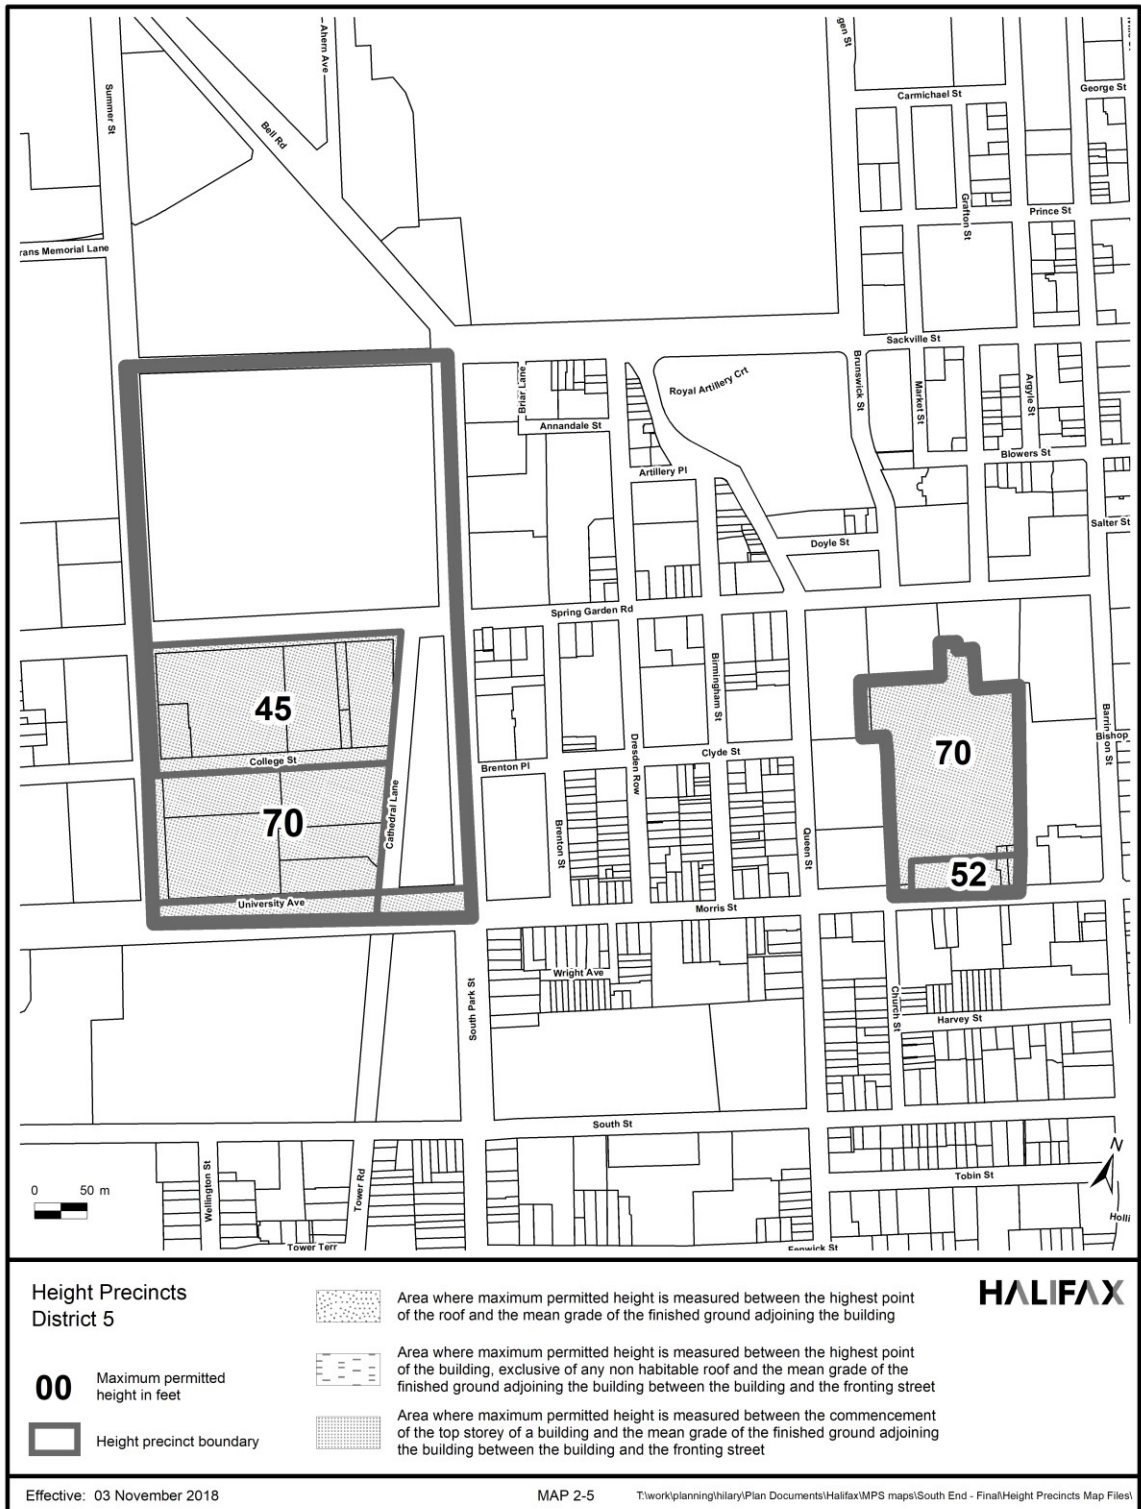 Ahern Ave
gen St
Summer St
Bell Rd
Carmichael St
George St
Grafton St
Prince St
rans Memorial Lane
Sackville St
Royal Artillery Crt
Brunswick St
Market St
Argyle St
Briar Lane
Annandale St
Blowers St
Artillery Pl
Salter St
Doyle St
Spring Garden Rd
Birmingham St
45
College St
Clyde St
Dresden Row
Brenton Pl
Barrington St
Bishop
70
70
Cathedral Lane
Brenton St
Queen St
52
University Ave
Morris St
Wright Ave
South Park St
Church St
Harvey St
South St
N
0 50 m
Wellington St
Tower Rd
Tobin St
Holli
Tower Terr
Fenwick St
Height Precincts
District 5
00 Maximum permitted
height in feet
Height precinct boundary
Area where maximum permitted height is measured between the highest point
of the roof and the mean grade of the finished ground adjoining the building
Area where maximum permitted height is measured between the highest point
of the building, exclusive of any non habitable roof and the mean grade of the
finished ground adjoining the building between the building and the fronting street
Area where maximum permitted height is measured between the commencement
of the top storey of a building and the mean grade of the finished ground adjoining
the building between the building and the fronting street
HALIFAX
Effective: 03 November 2018
MAP 2-5
T:\work\planning\hilary\Plan Documents\Halifax\MPS maps\South End - Final\Height Precincts Map Files\